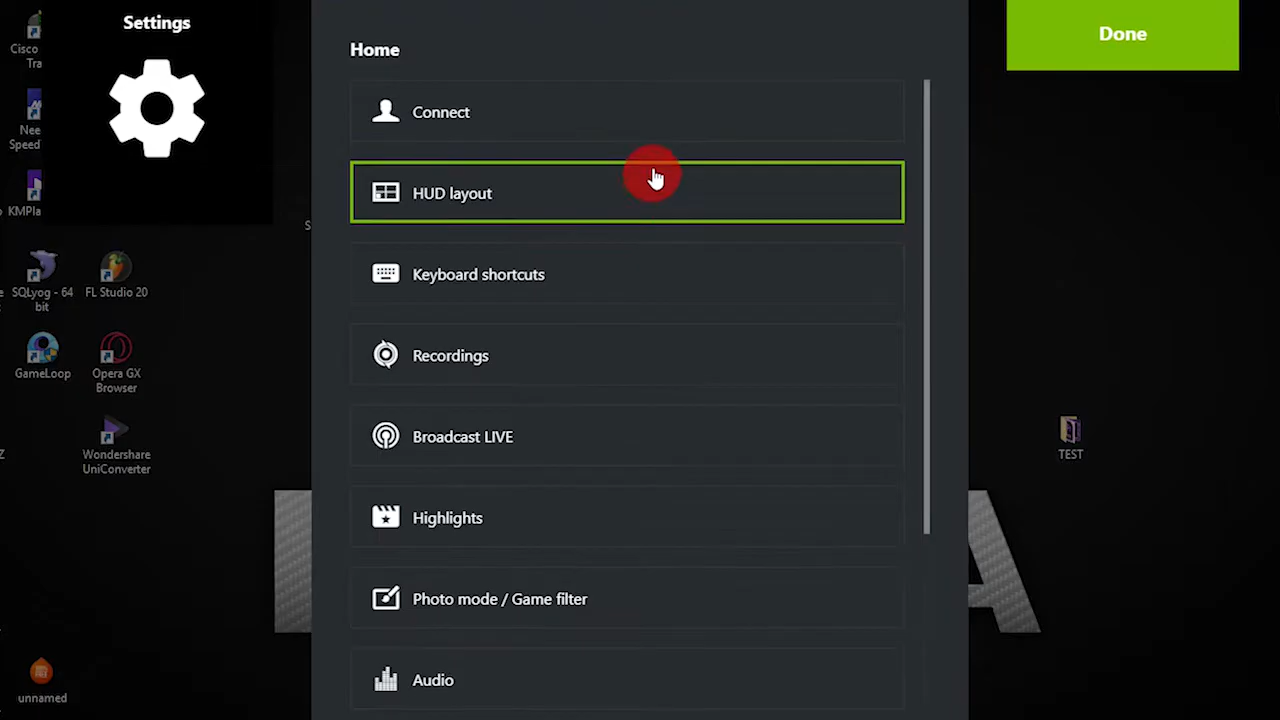 Settings
Home
Done
Connect
HUD layout
Keyboard shortcuts
Recordings
Broadcast LIVE
Highlights
Photo mode / Game filter
Audio
Cisco
Tra
Nee
Speed
KMPla
SQLyog - 64
bit
FL Studio 20
GameLoop
Opera GX
Browser
Wondershare
UniConverter
unnamed
TEST
A